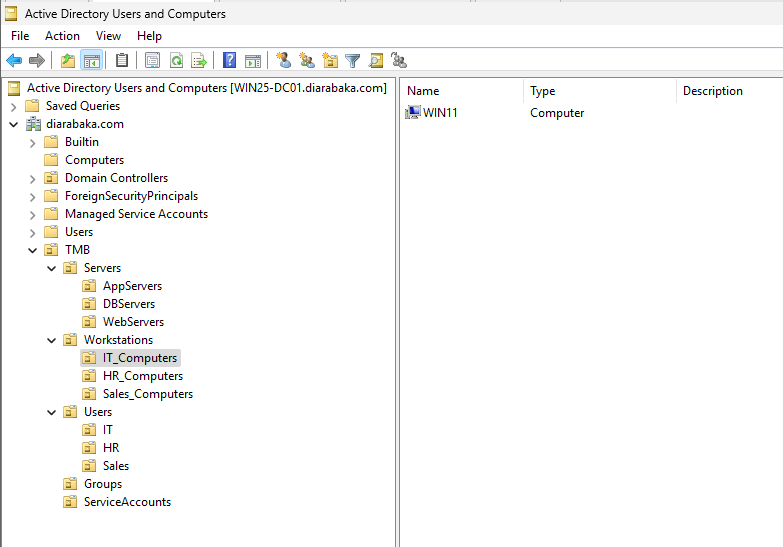 Active Directory Users and Computers
File Action View Help
Active Directory Users and Computers [WIN25-DC01.diarabaka.com]
Saved Queries
diarabaka.com
Builtin
Computers
Domain Controllers
ForeignSecurityPrincipals
Managed Service Accounts
Users
TMB
Servers
AppServers
DBServers
WebServers
Workstations
IT_Computers
HR_Computers
Sales_Computers
Users
IT
HR
Sales
Groups
ServiceAccounts
Name Type Description
WIN11 Computer